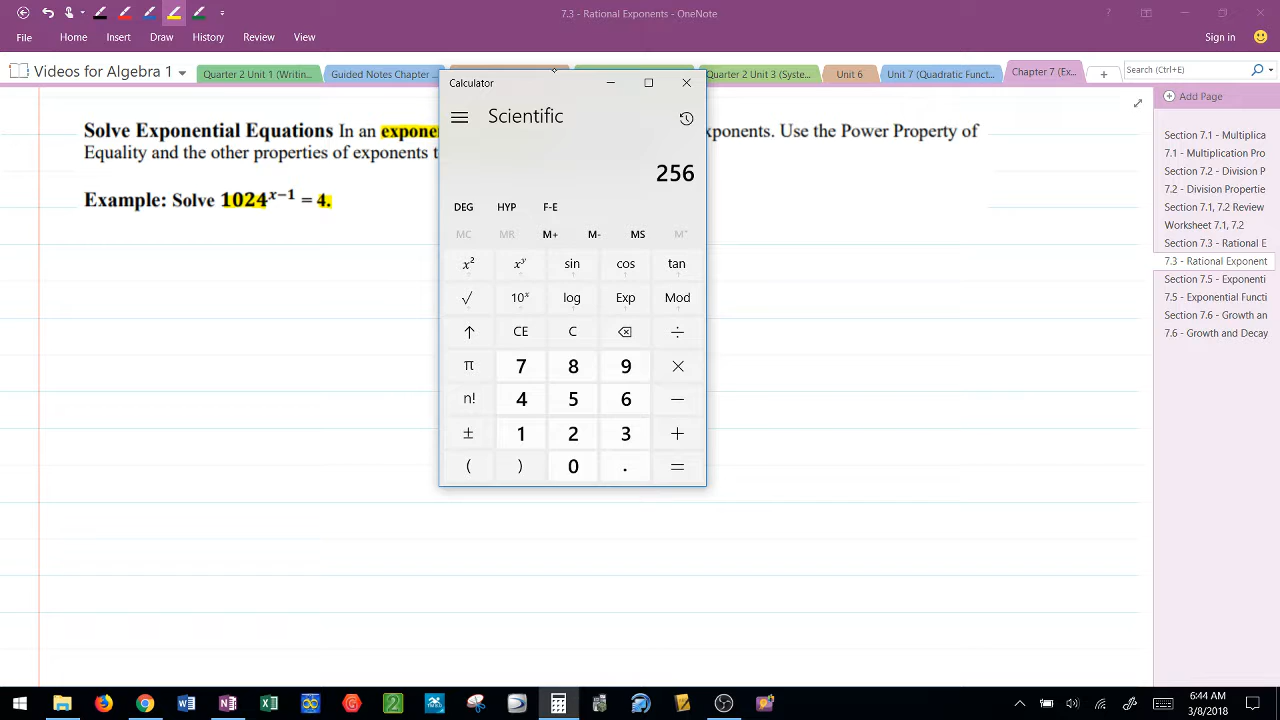 7.3 - Rational Exponents - OneNote
?
File Home Insert Draw History Review View Sign in
Videos for Algebra 1
Quarter 2 Unit 1 (Writin...
Guided Notes Chapter ...
Quarter 2 Unit 3 (Syste...
Unit 6
Unit 7 (Quadratic Funct...
Chapter 7 (Ex...
+
Search (Ctrl+E)
Add Page
Section 7.1 - Multiplica
7.1 - Multiplication Pro
Section 7.2 - Division P
7.2 - Division Propertie
Section 7.1, 7.2 Review
Worksheet 7.1, 7.2
Section 7.3 - Rational E
7.3 - Rational Exponent
Section 7.5 - Exponenti
7.5 - Exponential Functi
Section 7.6 - Growth an
7.6 - Growth and Decay
Solve Exponential Equations In an expone
xponents. Use the Power Property of
Equality and the other properties of exponents t
Example: Solve 1024ˣ⁻¹ = 4.
Calculator
Scientific
256
DEG HYP F-E
MC MR M+ M- MS M˅
x² xʸ sin cos tan
√ 10ˣ log Exp Mod
↑ CE C ÷
π 7 8 9 ×
n! 4 5 6 −
± 1 2 3 +
( ) 0 . =
6:44 AM
3/8/2018